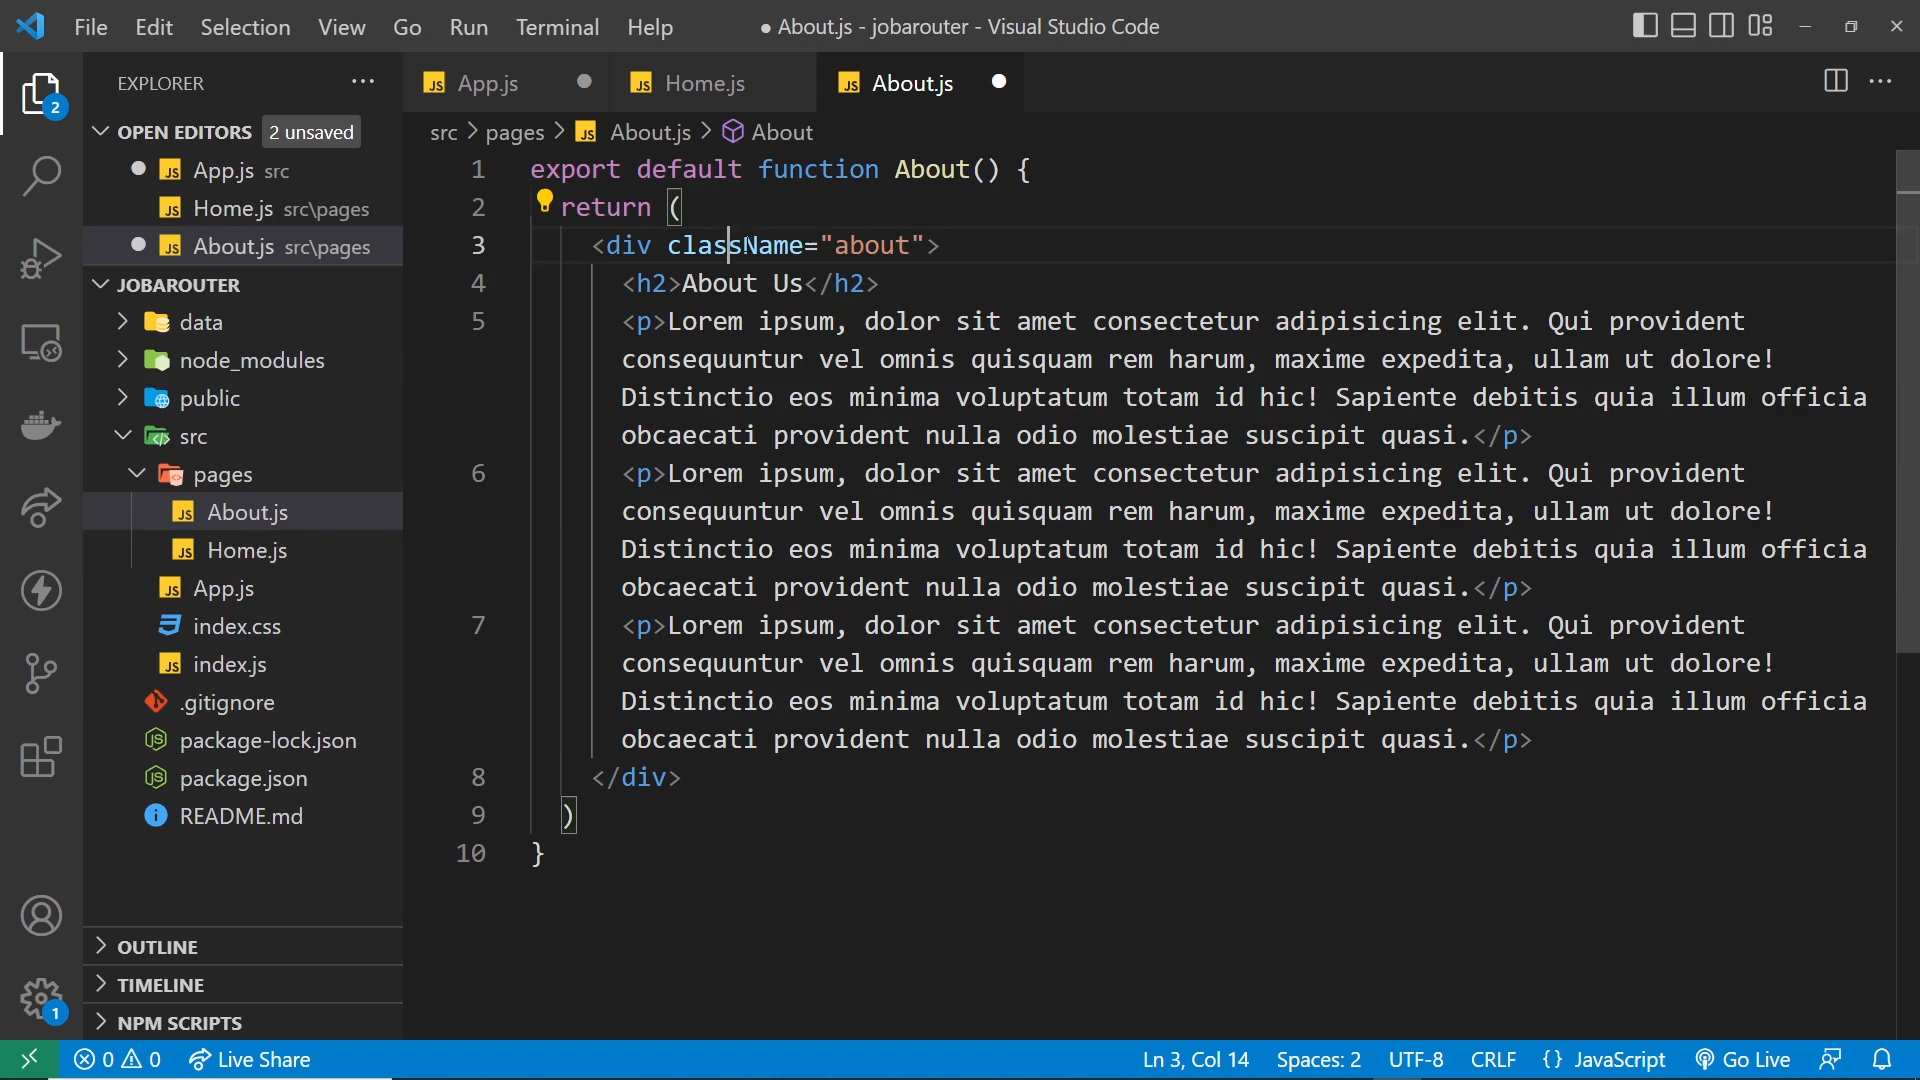 File Edit Selection View Go Run Terminal Help
● About.js - jobarouter - Visual Studio Code
EXPLORER
2
OPEN EDITORS 2 unsaved
App.js src
Home.js src\pages
About.js src\pages
JOBAROUTER
data
node_modules
public
src
pages
About.js
Home.js
App.js
index.css
index.js
.gitignore
package-lock.json
package.json
README.md
OUTLINE
TIMELINE
NPM SCRIPTS
1
JS App.js JS Home.js JS About.js
src > pages > JS About.js > About
1 export default function About() {
2 return (
3 <div className="about">
4 <h2>About Us</h2>
5 <p>Lorem ipsum, dolor sit amet consectetur adipisicing elit. Qui provident
consequuntur vel omnis quisquam rem harum, maxime expedita, ullam ut dolore!
Distinctio eos minima voluptatum totam id hic! Sapiente debitis quia illum officia
obcaecati provident nulla odio molestiae suscipit quasi.</p>
6 <p>Lorem ipsum, dolor sit amet consectetur adipisicing elit. Qui provident
consequuntur vel omnis quisquam rem harum, maxime expedita, ullam ut dolore!
Distinctio eos minima voluptatum totam id hic! Sapiente debitis quia illum officia
obcaecati provident nulla odio molestiae suscipit quasi.</p>
7 <p>Lorem ipsum, dolor sit amet consectetur adipisicing elit. Qui provident
consequuntur vel omnis quisquam rem harum, maxime expedita, ullam ut dolore!
Distinctio eos minima voluptatum totam id hic! Sapiente debitis quia illum officia
obcaecati provident nulla odio molestiae suscipit quasi.</p>
8 </div>
9 )
10 }
0 0 Live Share Ln 3, Col 14 Spaces: 2 UTF-8 CRLF {} JavaScript Go Live